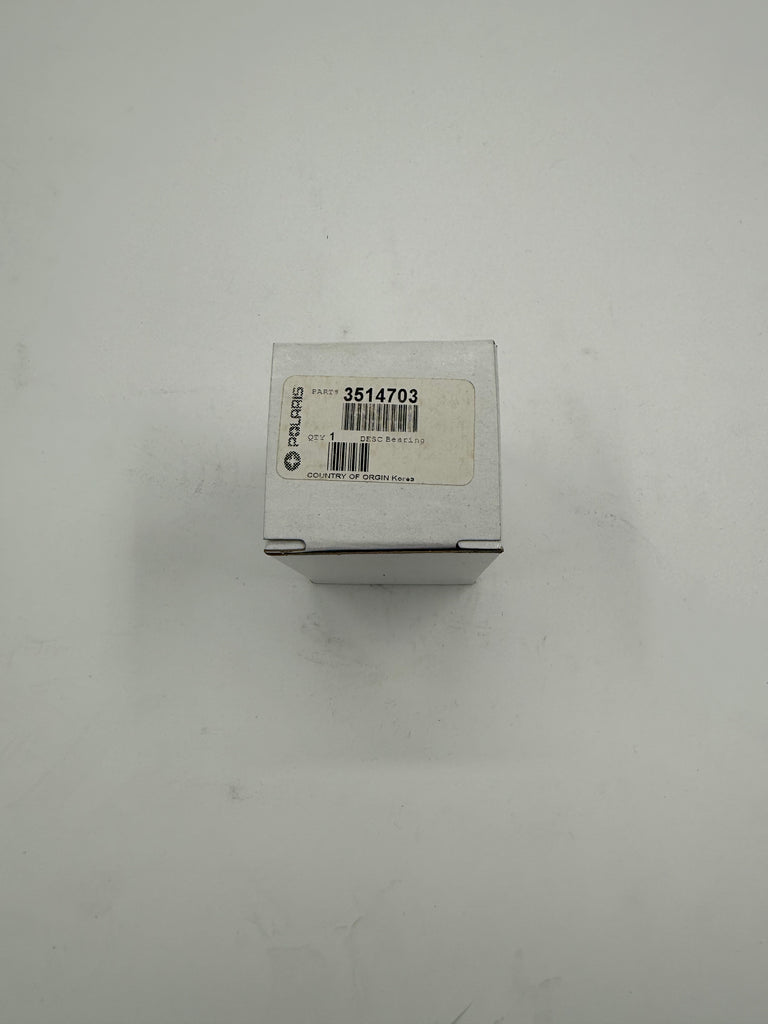 POLARIS
PART# 3514703
QTY 1 DESC Bearing
COUNTRY OF ORGIN Korea